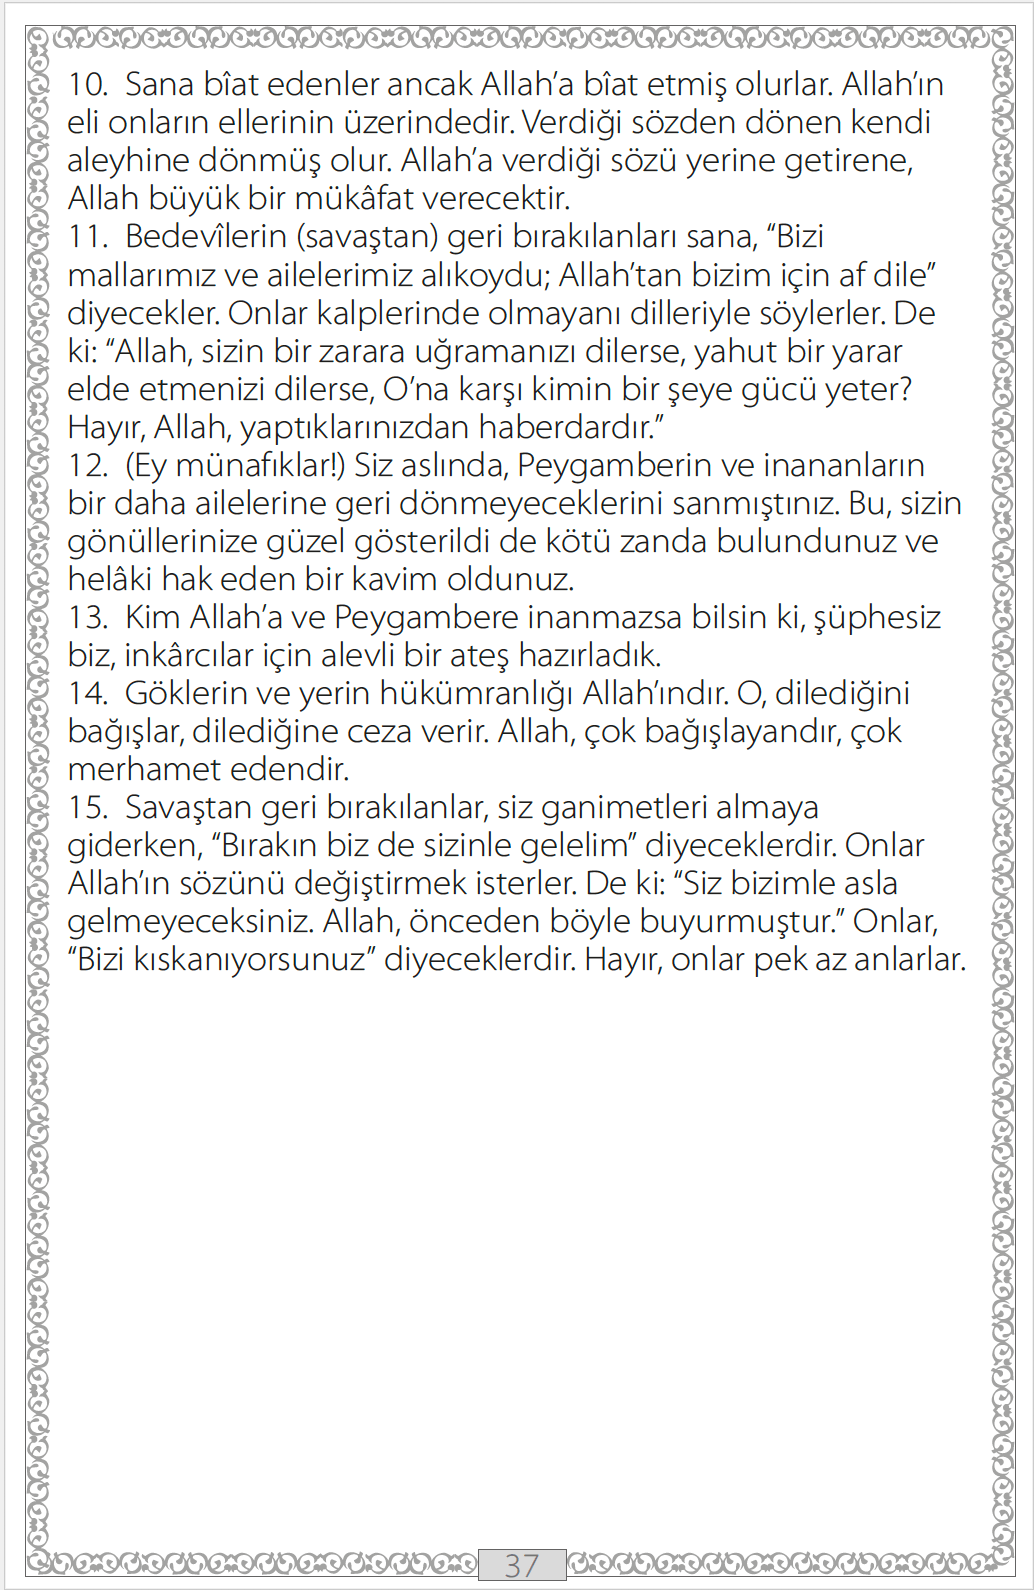 10.  Sana bîat edenler ancak Allah’a bîat etmiş olurlar. Allah’ın
eli onların ellerinin üzerindedir. Verdiği sözden dönen kendi
aleyhine dönmüş olur. Allah’a verdiği sözü yerine getirene,
Allah büyük bir mükâfat verecektir.
11.  Bedevîlerin (savaştan) geri bırakılanları sana, “Bizi
mallarımız ve ailelerimiz alıkoydu; Allah’tan bizim için af dile”
diyecekler. Onlar kalplerinde olmayanı dilleriyle söylerler. De
ki: “Allah, sizin bir zarara uğramanızı dilerse, yahut bir yarar
elde etmenizi dilerse, O’na karşı kimin bir şeye gücü yeter?
Hayır, Allah, yaptıklarınızdan haberdardır.”
12.  (Ey münafıklar!) Siz aslında, Peygamberin ve inananların
bir daha ailelerine geri dönmeyeceklerini sanmıştınız. Bu, sizin
gönüllerinize güzel gösterildi de kötü zanda bulundunuz ve
helâki hak eden bir kavim oldunuz.
13.  Kim Allah’a ve Peygambere inanmazsa bilsin ki, şüphesiz
biz, inkârcılar için alevli bir ateş hazırladık.
14.  Göklerin ve yerin hükümranlığı Allah’ındır. O, dilediğini
bağışlar, dilediğine ceza verir. Allah, çok bağışlayandır, çok
merhamet edendir.
15.  Savaştan geri bırakılanlar, siz ganimetleri almaya
giderken, “Bırakın biz de sizinle gelelim” diyeceklerdir. Onlar
Allah’ın sözünü değiştirmek isterler. De ki: “Siz bizimle asla
gelmeyeceksiniz. Allah, önceden böyle buyurmuştur.” Onlar,
“Bizi kıskanıyorsunuz” diyeceklerdir. Hayır, onlar pek az anlarlar.
37